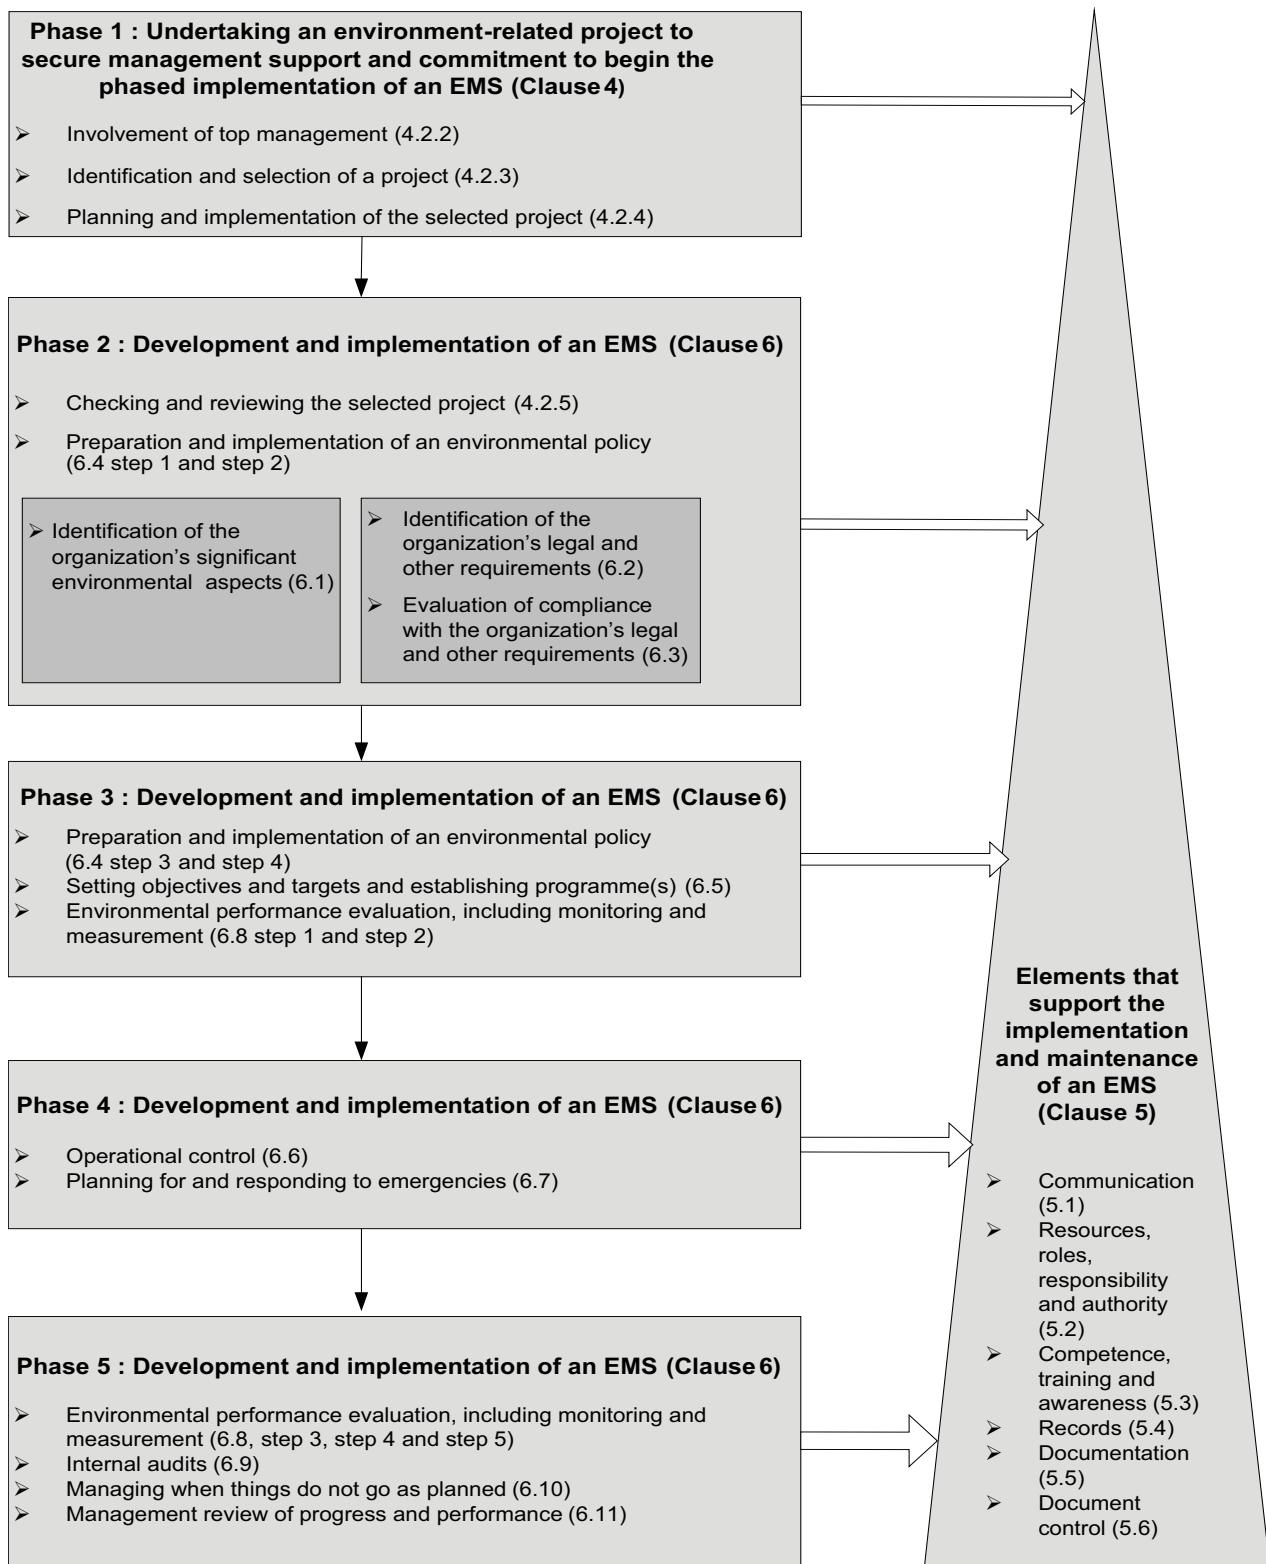 Phase 1 : Undertaking an environment-related project to
secure management support and commitment to begin the
phased implementation of an EMS (Clause 4)
➢ Involvement of top management (4.2.2)
➢ Identification and selection of a project (4.2.3)
➢ Planning and implementation of the selected project (4.2.4)
Phase 2 : Development and implementation of an EMS (Clause 6)
➢ Checking and reviewing the selected project (4.2.5)
➢ Preparation and implementation of an environmental policy
(6.4 step 1 and step 2)
➢ Identification of the
organization's significant
environmental aspects (6.1)
➢ Identification of the
organization's legal and
other requirements (6.2)
➢ Evaluation of compliance
with the organization's legal
and other requirements (6.3)
Phase 3 : Development and implementation of an EMS (Clause 6)
➢ Preparation and implementation of an environmental policy
(6.4 step 3 and step 4)
➢ Setting objectives and targets and establishing programme(s) (6.5)
➢ Environmental performance evaluation, including monitoring and
measurement (6.8 step 1 and step 2)
Phase 4 : Development and implementation of an EMS (Clause 6)
➢ Operational control (6.6)
➢ Planning for and responding to emergencies (6.7)
Phase 5 : Development and implementation of an EMS (Clause 6)
➢ Environmental performance evaluation, including monitoring and
measurement (6.8, step 3, step 4 and step 5)
➢ Internal audits (6.9)
➢ Managing when things do not go as planned (6.10)
➢ Management review of progress and performance (6.11)
Elements that
support the
implementation
and maintenance
of an EMS
(Clause 5)
➢ Communication
(5.1)
➢ Resources,
roles,
responsibility
and authority
(5.2)
➢ Competence,
training and
awareness (5.3)
➢ Records (5.4)
➢ Documentation
(5.5)
➢ Document
control (5.6)